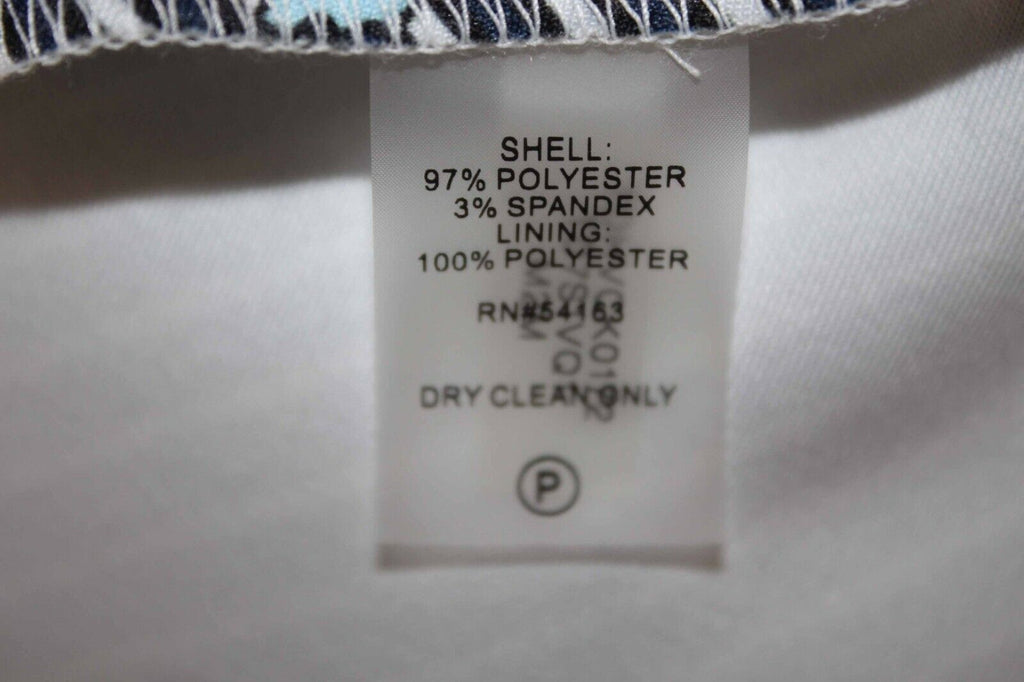 SHELL:
97% POLYESTER
3% SPANDEX
LINING:
100% POLYESTER
RN#54163
DRY CLEAN ONLY
P